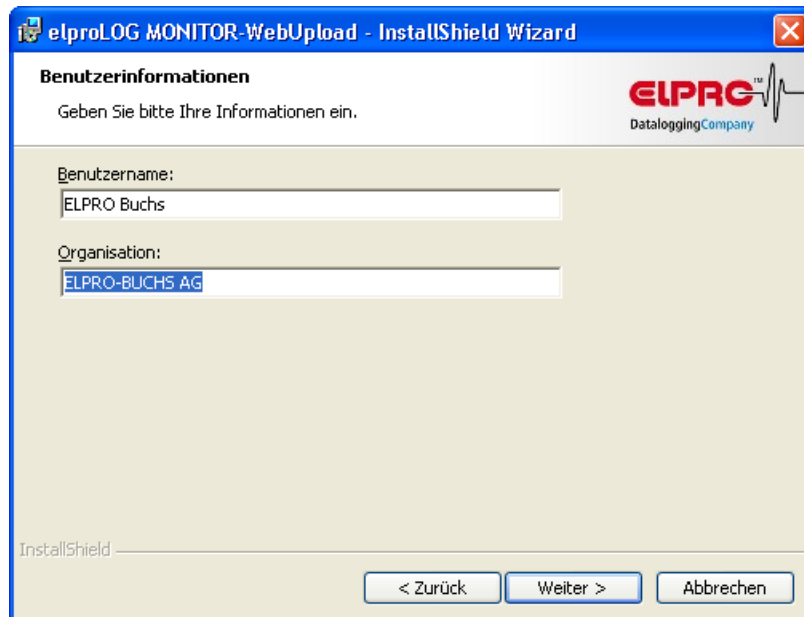 elproLOG MONITOR-WebUpload - InstallShield Wizard
Benutzerinformationen
Geben Sie bitte Ihre Informationen ein.
ELPRO™
DataloggingCompany
Benutzername:
ELPRO Buchs
Organisation:
ELPRO-BUCHS AG
InstallShield
< Zurück
Weiter >
Abbrechen